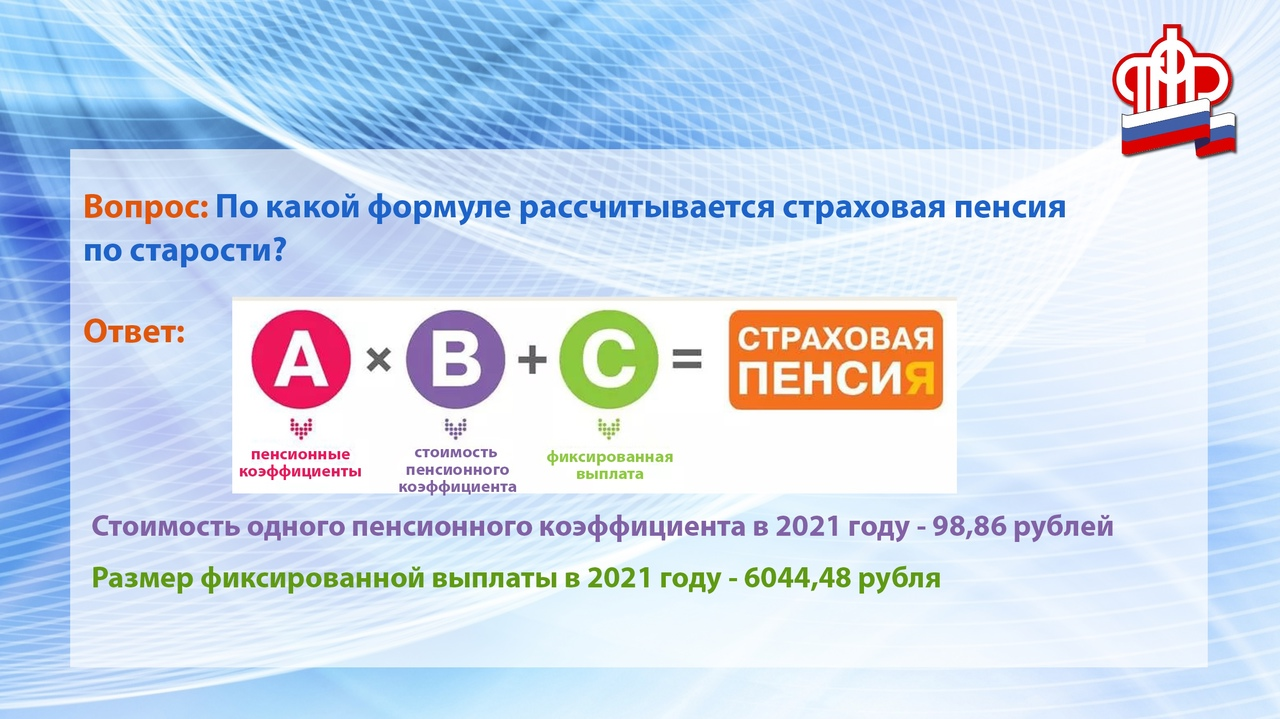 Вопрос: По какой формуле рассчитывается страховая пенсия
по старости?
Ответ:
A × B + C = СТРАХОВАЯ
ПЕНСИЯ
пенсионные
коэффициенты
стоимость
пенсионного
коэффициента
фиксированная
выплата
Стоимость одного пенсионного коэффициента в 2021 году - 98,86 рублей
Размер фиксированной выплаты в 2021 году - 6044,48 рубля